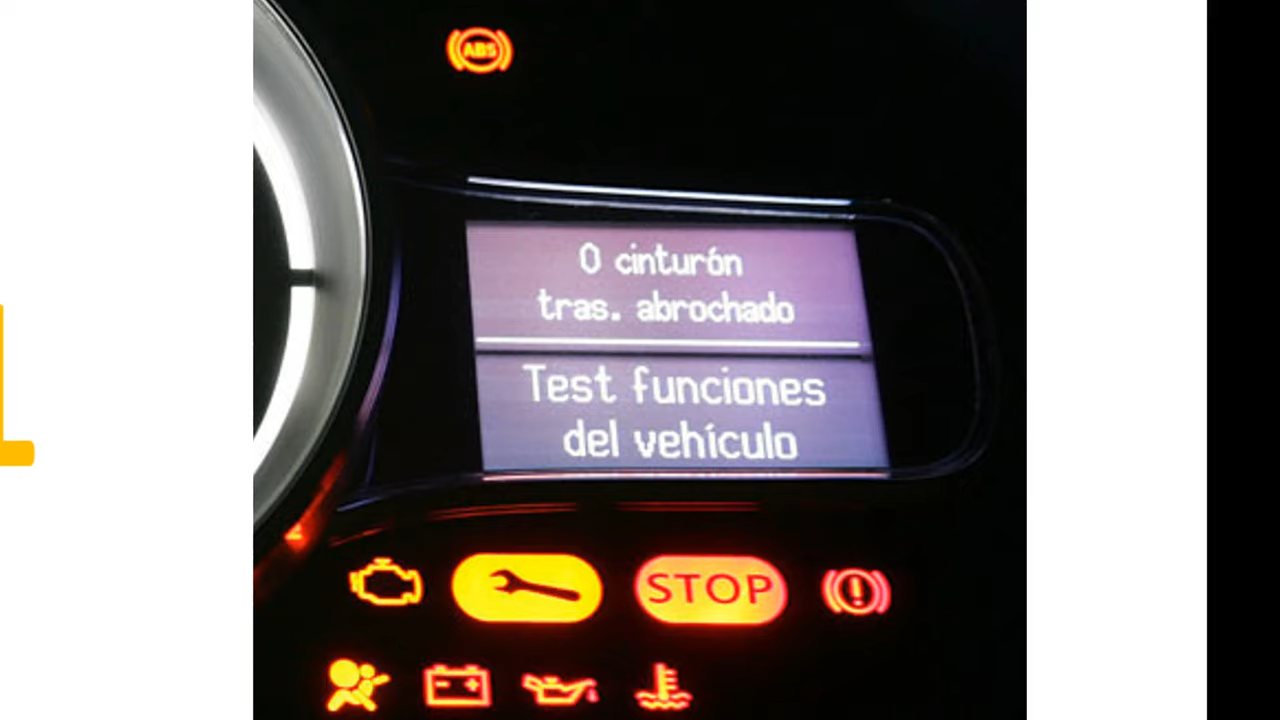 ABS
0 cinturón
tras. abrochado
Test funciones
del vehículo
STOP